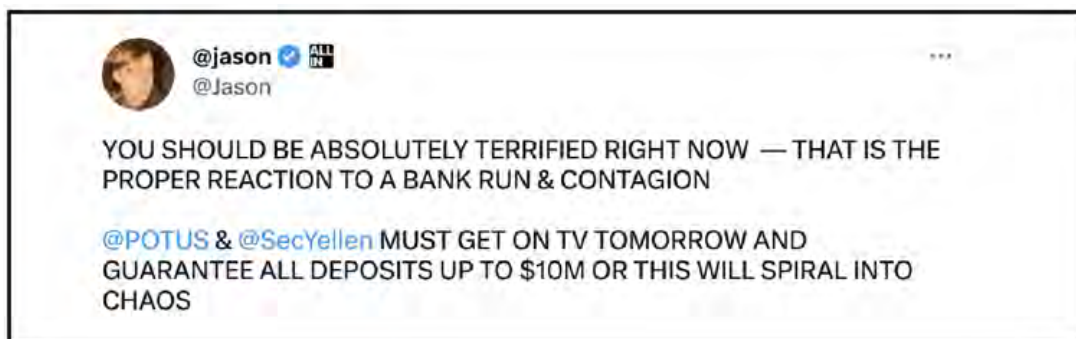 @jason ALL IN
@Jason
YOU SHOULD BE ABSOLUTELY TERRIFIED RIGHT NOW — THAT IS THE
PROPER REACTION TO A BANK RUN & CONTAGION
@POTUS & @SecYellen MUST GET ON TV TOMORROW AND
GUARANTEE ALL DEPOSITS UP TO $10M OR THIS WILL SPIRAL INTO
CHAOS